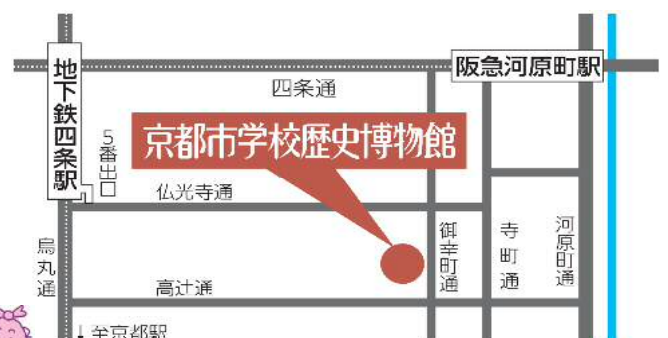 地下鉄四条駅
阪急河原町駅
四条通
5番出口
京都市学校歴史博物館
仏光寺通
烏丸通
御幸町通
寺町通
河原町通
高辻通
↓至京都駅